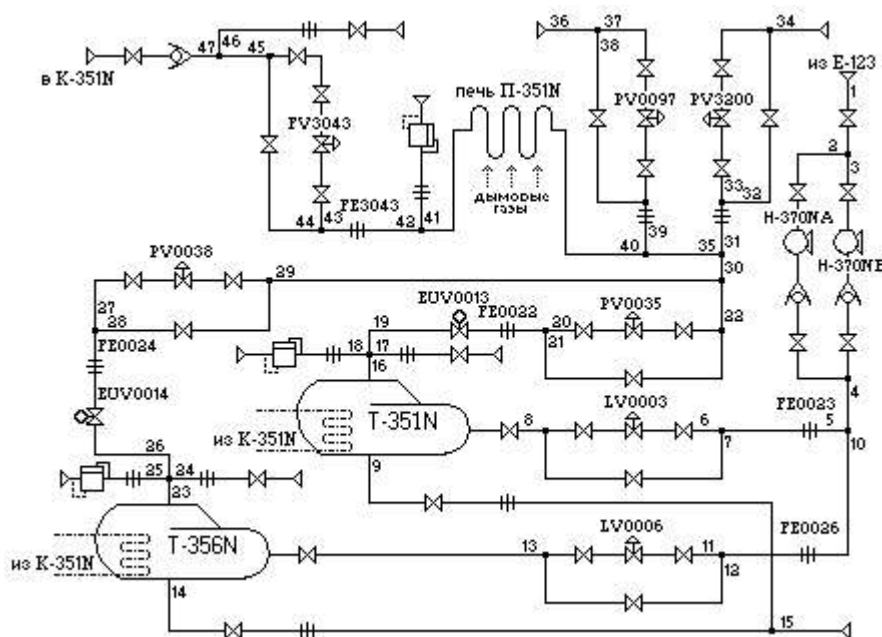 36 37 34
46
47 45 38 из Е-123
в К-351N печь П-351N PV0097 PV3200 1
PV3043
2
3
дымовые газы
33 32
44 43 FE3043 42 41 39 31 Н-370NA
40 35
Н-370NВ
PV0038 29 30
27 19 EUV0013 FE0022 20 PV0035 22
28
FE0024 18 17 21
16
EUV0014 4
T-351N LV0003 FE0023
из К-351N 8 6 5
26 7 10
25 24 9
23
LV0006
T-356N FE0026
из К-351N 13 11
12
14
15